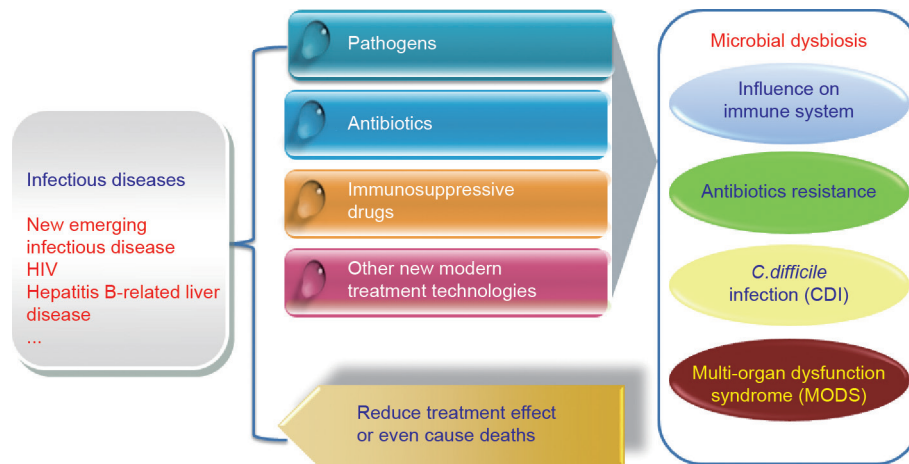 Infectious diseases
New emerging
infectious disease
HIV
Hepatitis B-related liver
disease
...
Pathogens
Antibiotics
Immunosuppressive
drugs
Other new modern
treatment technologies
Reduce treatment effect
or even cause deaths
Microbial dysbiosis
Influence on
immune system
Antibiotics resistance
C.difficile
infection (CDI)
Multi-organ dysfunction
syndrome (MODS)